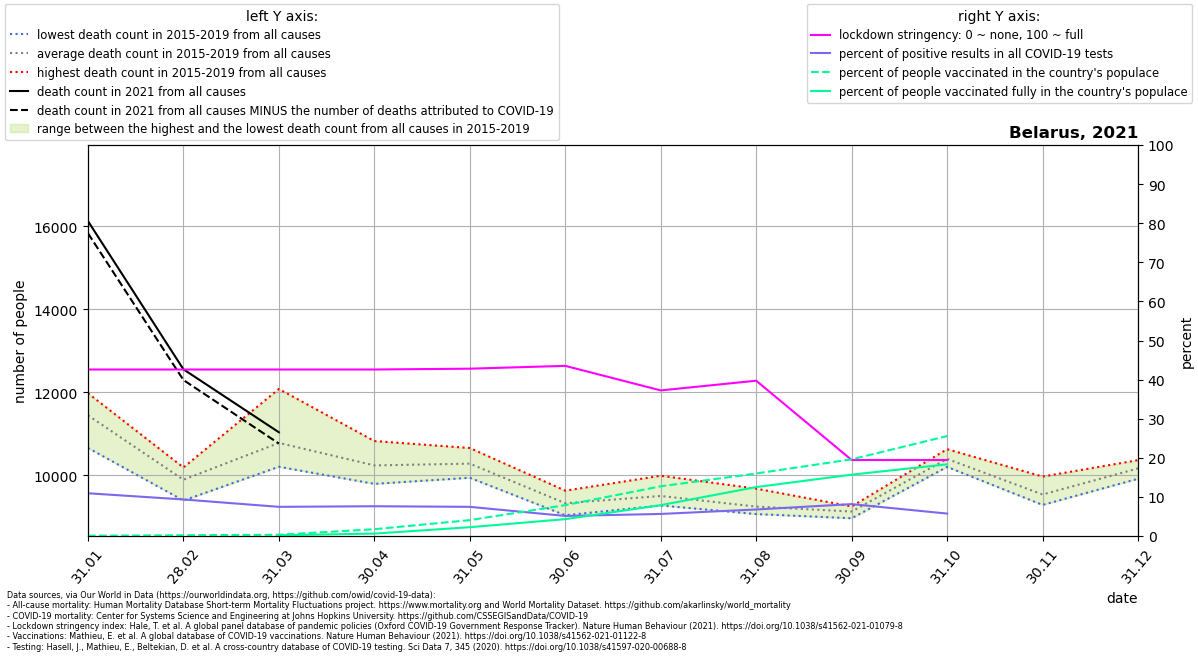 left Y axis:
lowest death count in 2015-2019 from all causes
average death count in 2015-2019 from all causes
highest death count in 2015-2019 from all causes
death count in 2021 from all causes
death count in 2021 from all causes MINUS the number of deaths attributed to COVID-19
range between the highest and the lowest death count from all causes in 2015-2019
right Y axis:
lockdown stringency: 0 ~ none, 100 ~ full
percent of positive results in all COVID-19 tests
percent of people vaccinated in the country's populace
percent of people vaccinated fully in the country's populace
Belarus, 2021
number of people
16000
14000
12000
10000
100
90
80
70
60
50
40
30
20
10
0
percent
31.01
28.02
31.03
30.04
31.05
30.06
31.07
31.08
30.09
31.10
30.11
31.12
date
Data sources, via Our World in Data (https://ourworldindata.org, https://github.com/owid/covid-19-data):
- All-cause mortality: Human Mortality Database Short-term Mortality Fluctuations project. https://www.mortality.org and World Mortality Dataset. https://github.com/akarlinsky/world_mortality
- COVID-19 mortality: Center for Systems Science and Engineering at Johns Hopkins University. https://github.com/CSSEGISandData/COVID-19
- Lockdown stringency index: Hale, T. et al. A global panel database of pandemic policies (Oxford COVID-19 Government Response Tracker). Nature Human Behaviour (2021). https://doi.org/10.1038/s41562-021-01079-8
- Vaccinations: Mathieu, E. et al. A global database of COVID-19 vaccinations. Nature Human Behaviour (2021). https://doi.org/10.1038/s41562-021-01122-8
- Testing: Hasell, J., Mathieu, E., Beltekian, D. et al. A cross-country database of COVID-19 testing. Sci Data 7, 345 (2020). https://doi.org/10.1038/s41597-020-00688-8